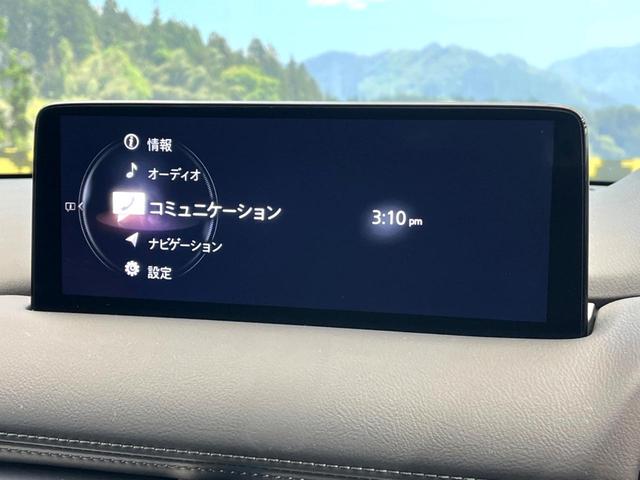 情報
オーディオ
コミュニケーション
3:10 pm
ナビゲーション
設定